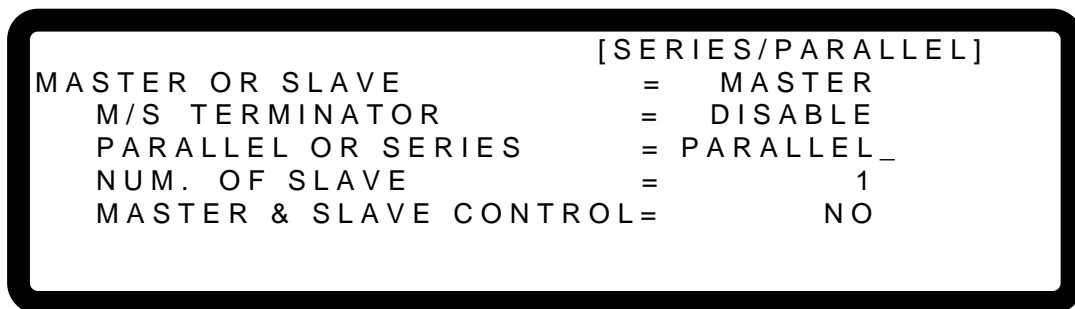 [SERIES/PARALLEL]
MASTER OR SLAVE = MASTER
M/S TERMINATOR = DISABLE
PARALLEL OR SERIES = PARALLEL_
NUM. OF SLAVE = 1
MASTER & SLAVE CONTROL= NO